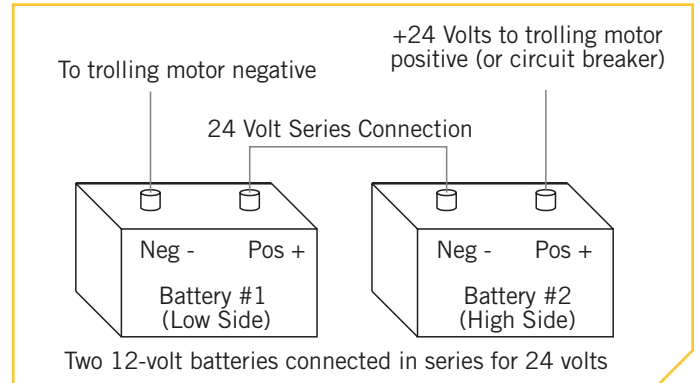 +24 Volts to trolling motor
positive (or circuit breaker)
To trolling motor negative
24 Volt Series Connection
Neg - Pos +
Battery #1
(Low Side)
Neg - Pos +
Battery #2
(High Side)
Two 12-volt batteries connected in series for 24 volts